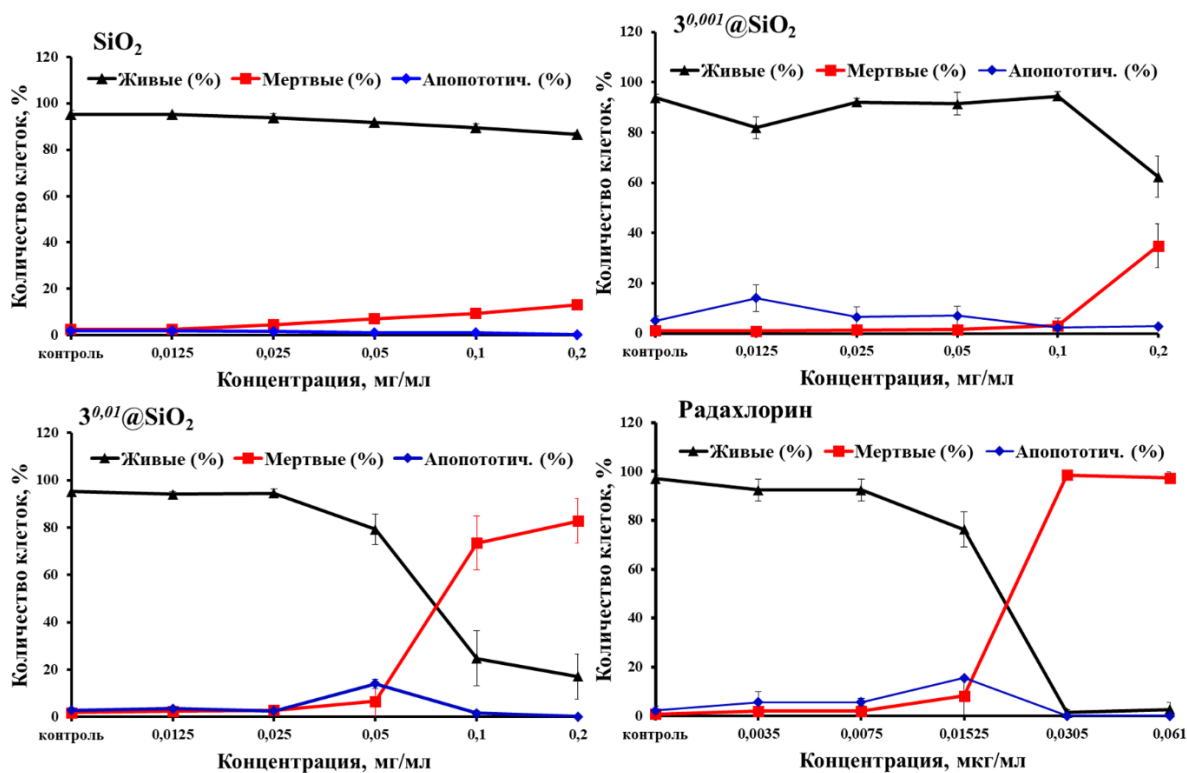 SiO₂
Живые (%) Мертвые (%) Апопототич. (%)
Количество клеток, %
120
100
80
60
40
20
0
контроль 0,0125 0,025 0,05 0,1 0,2
Концентрация, мг/мл
3⁰,⁰⁰¹@SiO₂
Живые (%) Мертвые (%) Апопототич. (%)
Количество клеток, %
120
100
80
60
40
20
0
контроль 0,0125 0,025 0,05 0,1 0,2
Концентрация, мг/мл
3⁰,⁰¹@SiO₂
Живые (%) Мертвые (%) Апопототич. (%)
Количество клеток, %
120
100
80
60
40
20
0
контроль 0,0125 0,025 0,05 0,1 0,2
Концентрация, мг/мл
Радахлорин
Живые (%) Мертвые (%) Апопототич. (%)
Количество клеток, %
120
100
80
60
40
20
0
контроль 0,0035 0,0075 0,01525 0,0305 0,061
Концентрация, мкг/мл